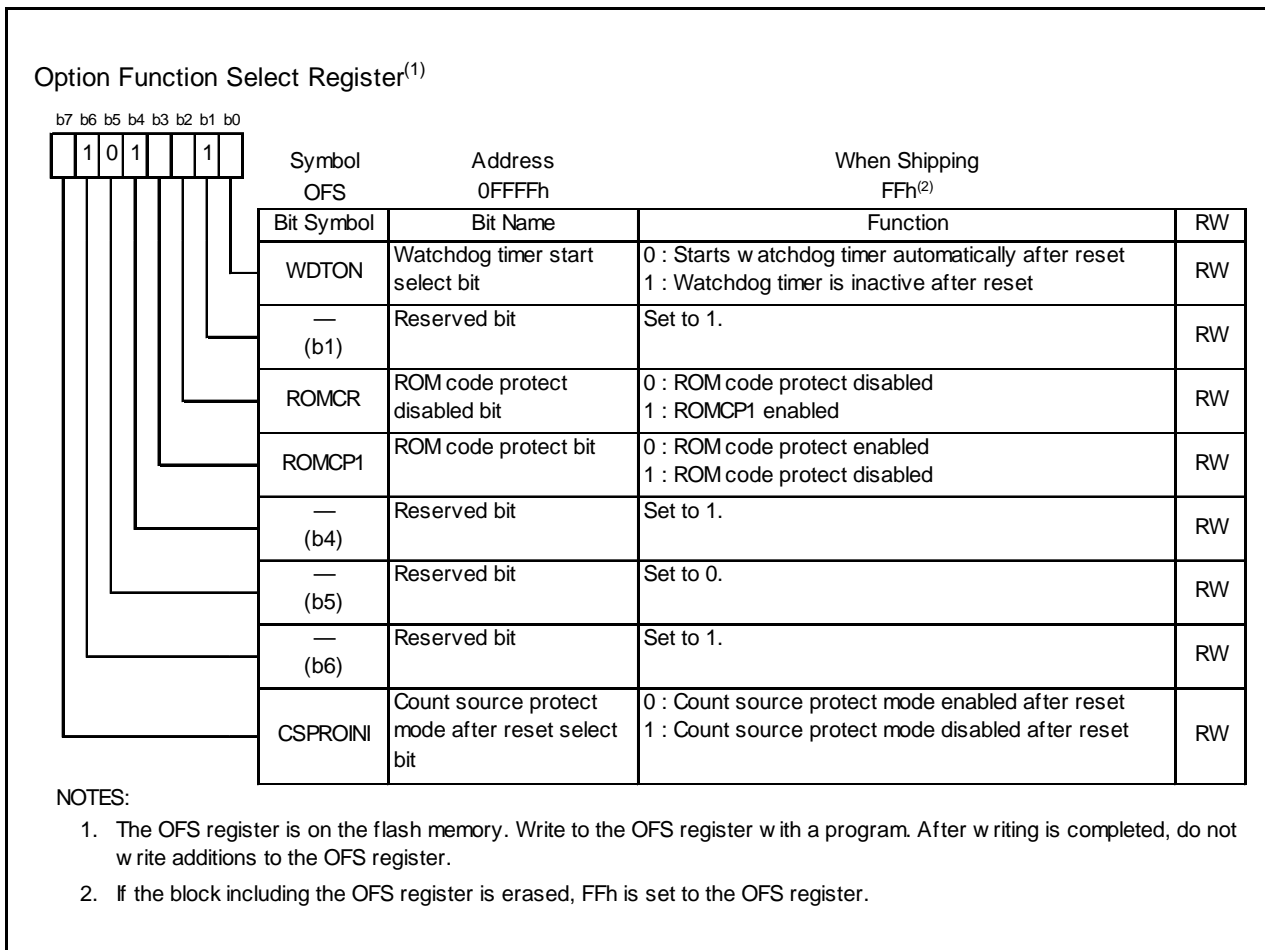 Option Function Select Register(1)
b7 b6 b5 b4 b3 b2 b1 b0
1 0 1 1
Symbol Address When Shipping
OFS 0FFFFh FFh(2)
Bit Symbol Bit Name Function RW
WDTON Watchdog timer start select bit 0 : Starts w atchdog timer automatically after reset RW
1 : Watchdog timer is inactive after reset
— (b1) Reserved bit Set to 1. RW
ROMCR ROM code protect disabled bit 0 : ROM code protect disabled RW
1 : ROMCP1 enabled
ROMCP1 ROM code protect bit 0 : ROM code protect enabled RW
1 : ROM code protect disabled
— (b4) Reserved bit Set to 1. RW
— (b5) Reserved bit Set to 0. RW
— (b6) Reserved bit Set to 1. RW
CSPROINI Count source protect mode after reset select bit 0 : Count source protect mode enabled after reset RW
1 : Count source protect mode disabled after reset
NOTES:
1. The OFS register is on the flash memory. Write to the OFS register w ith a program. After w riting is completed, do not
w rite additions to the OFS register.
2. If the block including the OFS register is erased, FFh is set to the OFS register.